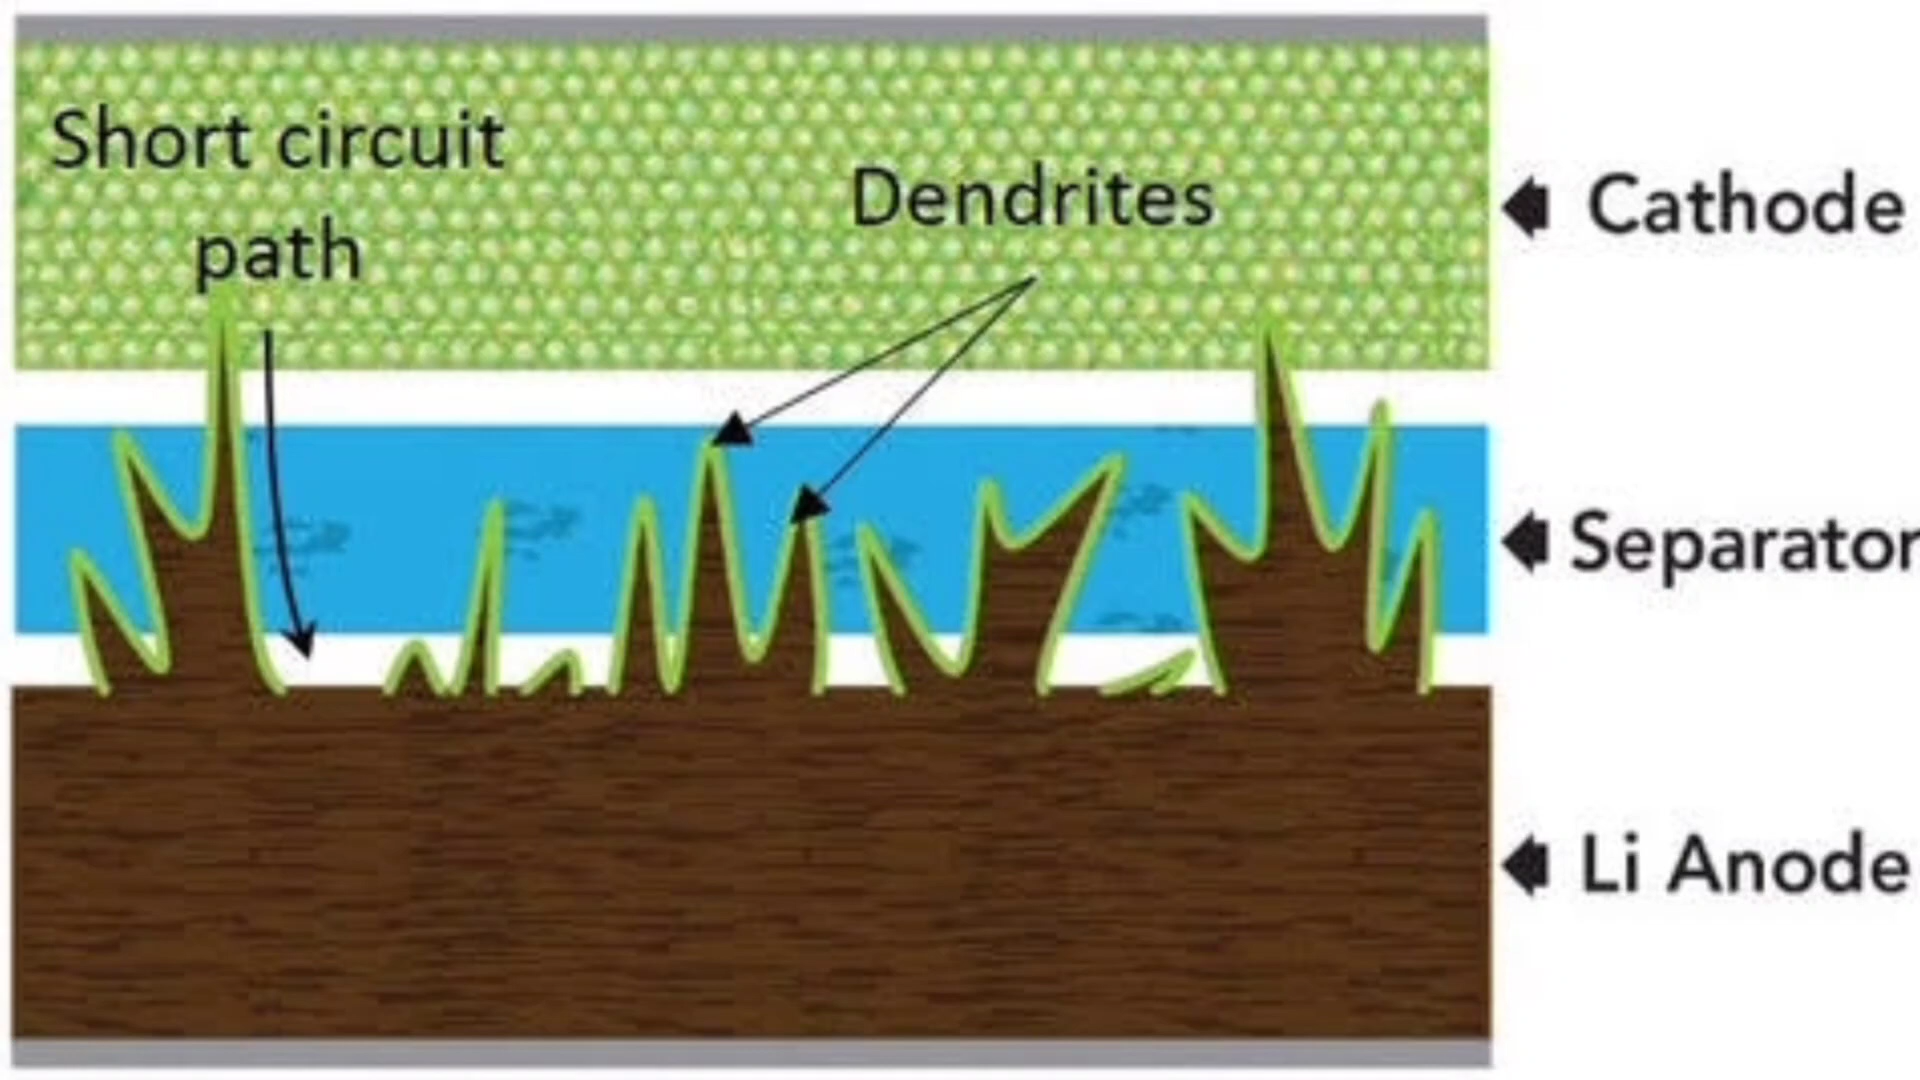 Short circuit
path
Dendrites
Cathode
Separator
Li Anode